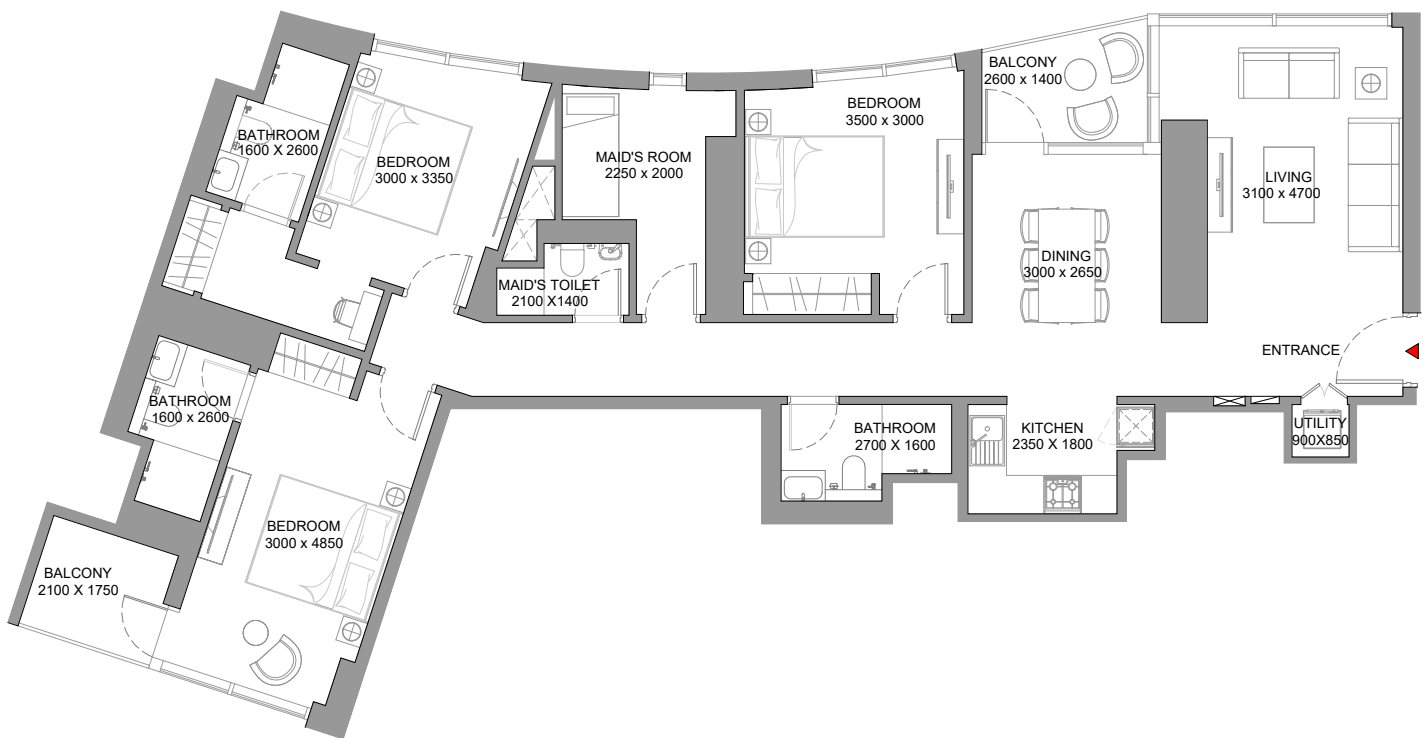 BALCONY
2600 x 1400
BEDROOM
3500 x 3000
BATHROOM
1600 X 2600
BEDROOM
3000 x 3350
MAID'S ROOM
2250 x 2000
LIVING
3100 x 4700
DINING
3000 x 2650
MAID'S TOILET
2100 X1400
ENTRANCE
BATHROOM
1600 x 2600
BATHROOM
2700 X 1600
KITCHEN
2350 X 1800
UTILITY
900X850
BEDROOM
3000 x 4850
BALCONY
2100 X 1750